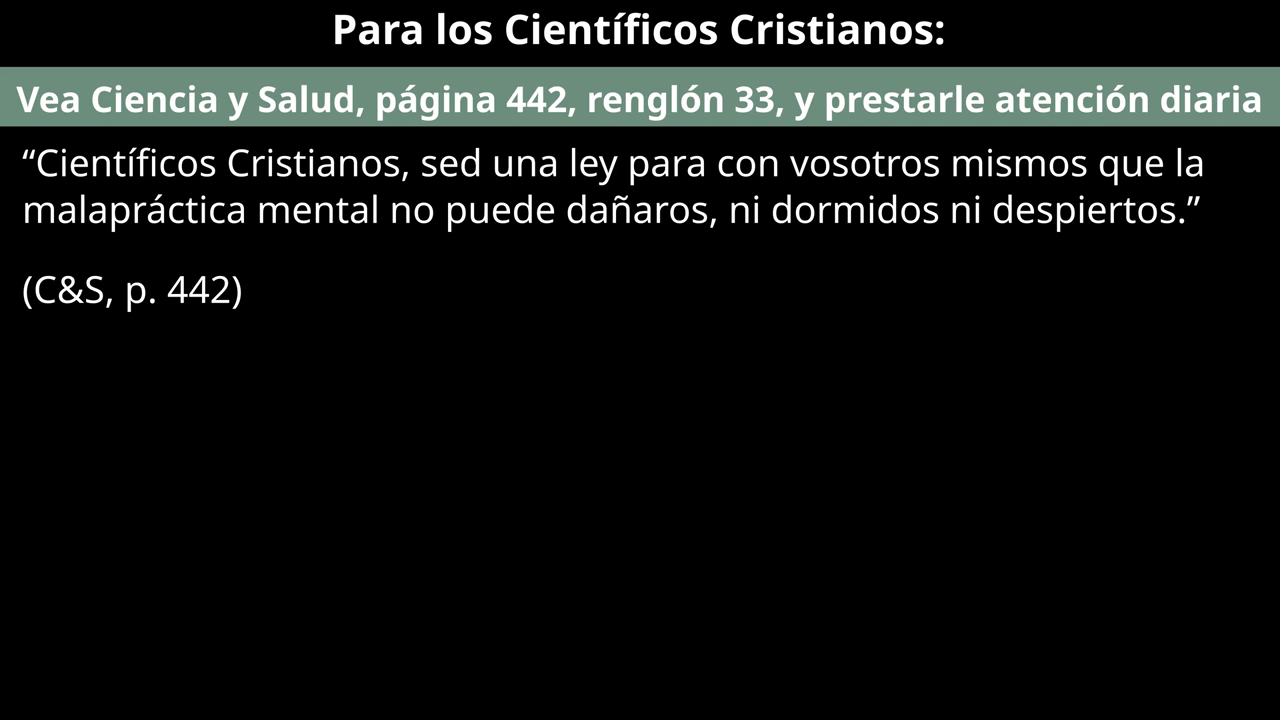 Para los Científicos Cristianos:
Vea Ciencia y Salud, página 442, renglón 33, y prestarle atención diaria
“Científicos Cristianos, sed una ley para con vosotros mismos que la
malapráctica mental no puede dañaros, ni dormidos ni despiertos.”
(C&S, p. 442)